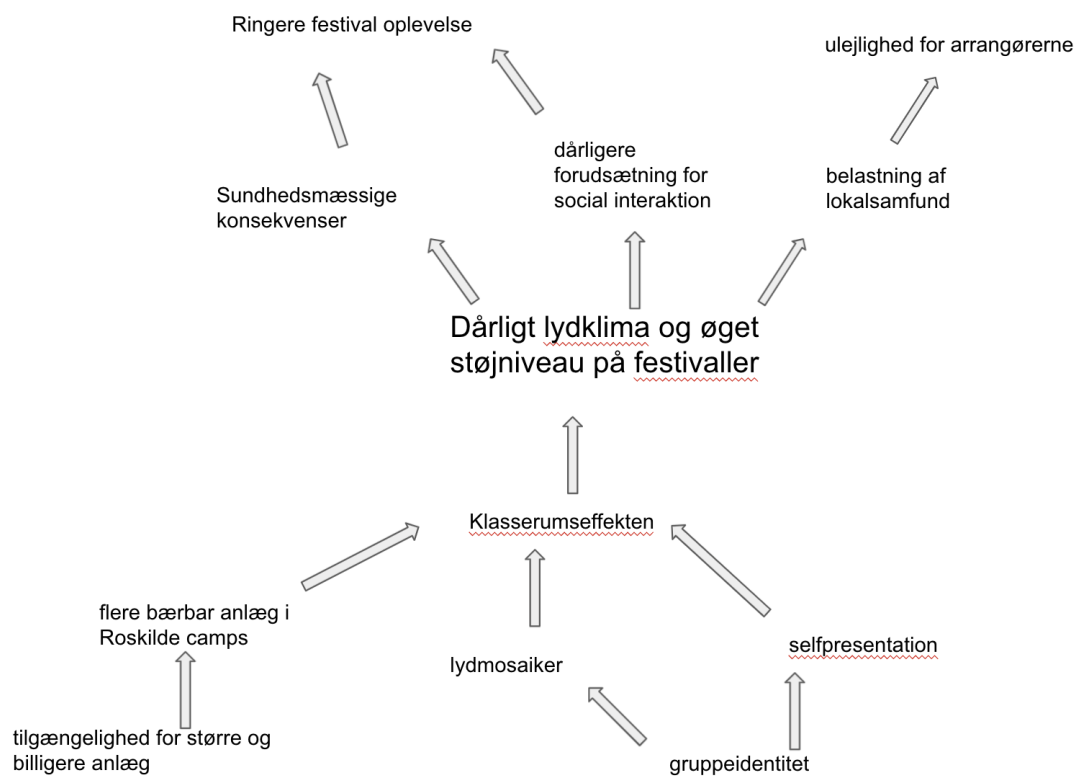 Ringere festival oplevelse
ulejlighed for arrangørerne
Sundhedsmæssige
konsekvenser
dårligere
forudsætning for
social interaktion
belastning af
lokalsamfund
Dårligt lydklima og øget
støjniveau på festivaller
Klasserumseffekten
flere bærbar anlæg i
Roskilde camps
lydmosaiker
selfpresentation
tilgængelighed for større og
billigere anlæg
gruppeidentitet